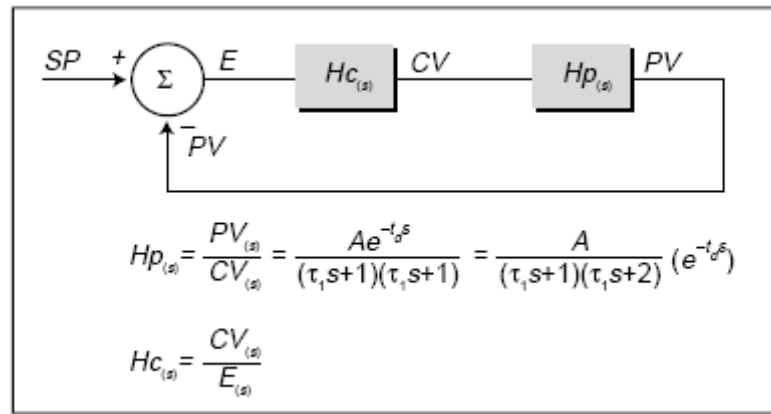 SP + Σ E Hc(s) CV Hp(s) PV
− PV
Hp(s) = PV(s) / CV(s) = Ae^(−t_d s) / (τ₁s+1)(τ₁s+1) = A / (τ₁s+1)(τ₁s+2) (e^(−t_d s))
Hc(s) = CV(s) / E(s)